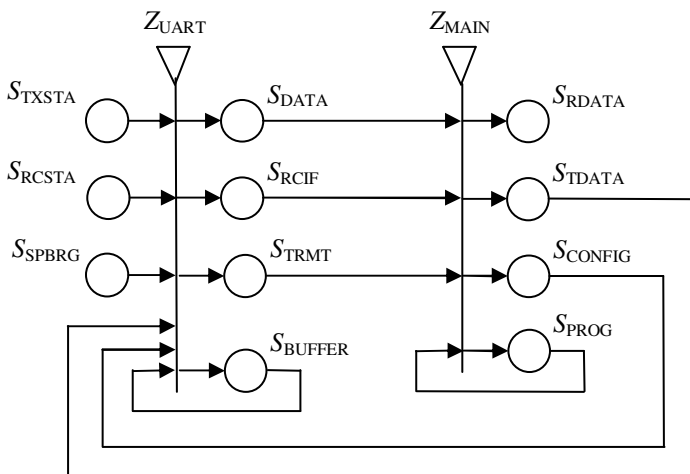 Z_UART Z_MAIN
S_TXSTA S_DATA S_RDATA
S_RCSTA S_RCIF S_TDATA
S_SPBRG S_TRMT S_CONFIG
S_BUFFER S_PROG